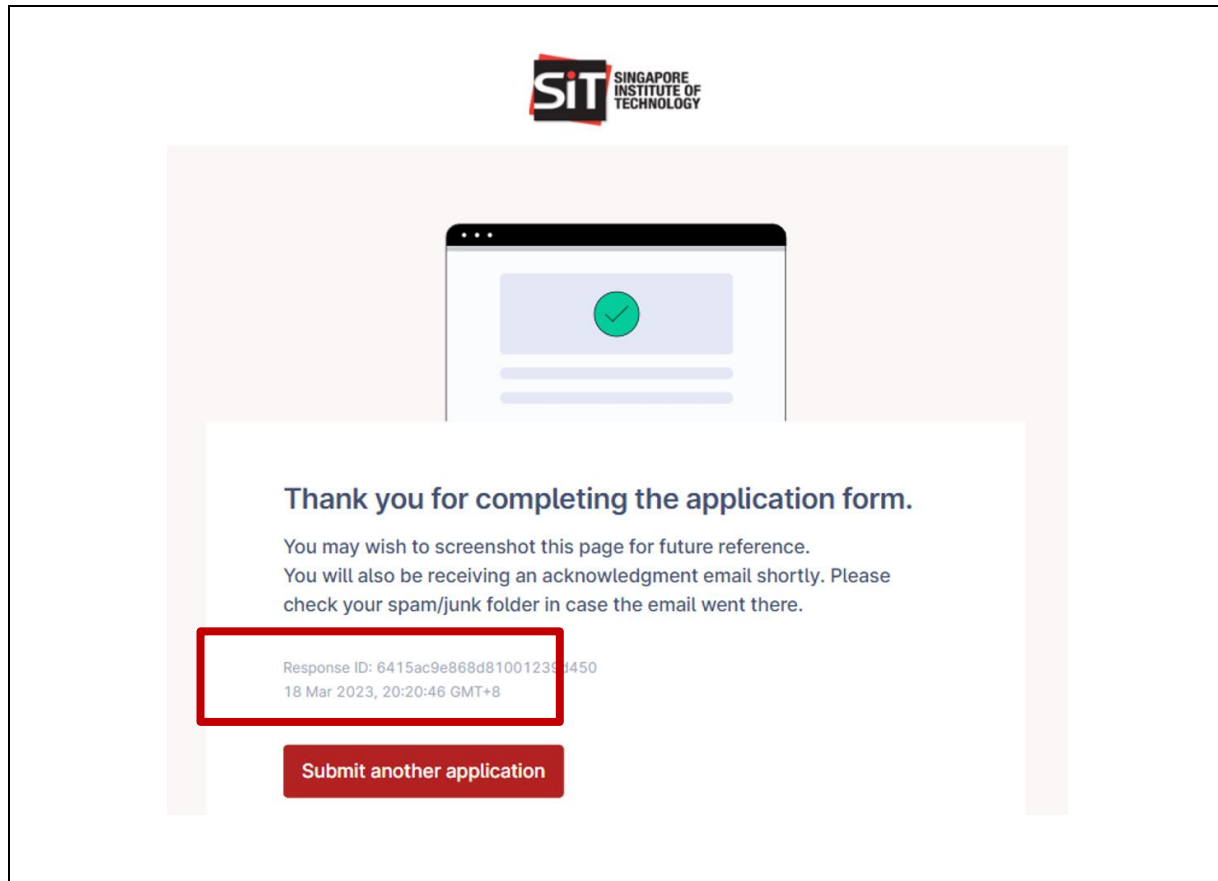 SiT
SINGAPORE
INSTITUTE OF
TECHNOLOGY
Thank you for completing the application form.
You may wish to screenshot this page for future reference.
You will also be receiving an acknowledgment email shortly. Please
check your spam/junk folder in case the email went there.
Response ID: 6415ac9e868d81001239d450
18 Mar 2023, 20:20:46 GMT+8
Submit another application